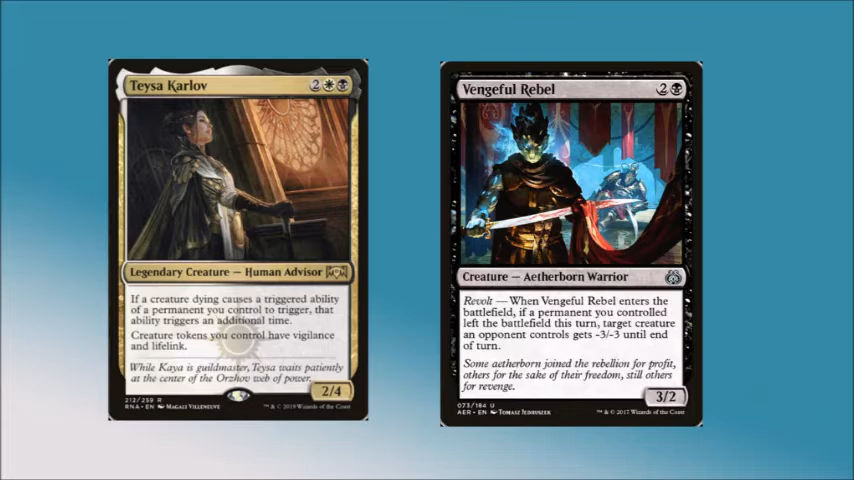 Teysa Karlov 2
Legendary Creature — Human Advisor
If a creature dying causes a triggered ability
of a permanent you control to trigger, that
ability triggers an additional time.
Creature tokens you control have vigilance
and lifelink.
While Kaya is guildmaster, Teysa waits patiently
at the center of the Orzhov web of power.
2/4
212/259 R
RNA • EN MAGALI VILLENEUVE
™ & © 2019 Wizards of the Coast
Vengeful Rebel 2
Creature — Aetherborn Warrior
Revolt — When Vengeful Rebel enters the
battlefield, if a permanent you controlled
left the battlefield this turn, target creature
an opponent controls gets -3/-3 until end
of turn.
Some aetherborn joined the rebellion for profit,
others for the sake of their freedom, still others
for revenge.
3/2
073/184 U
AER • EN TOMASZ JEDRUSZEK
™ & © 2017 Wizards of the Coast